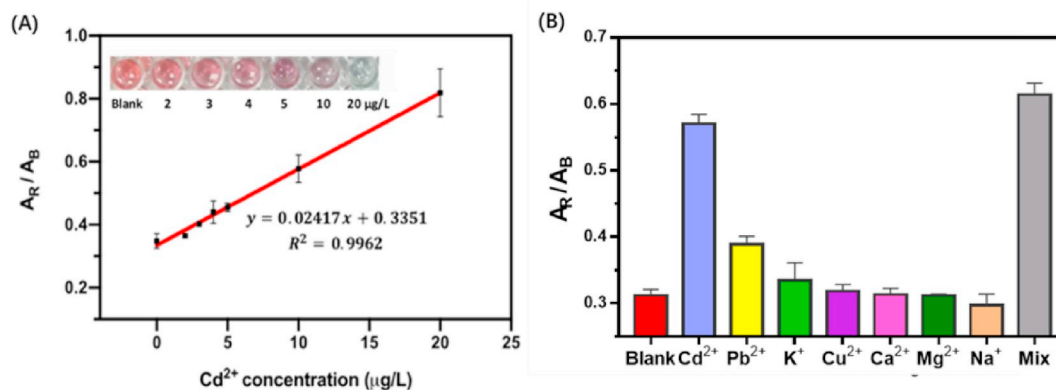 (A)
1.0
0.8
0.6
0.4
0.2
A_R / A_B
Blank 2 3 4 5 10 20 µg/L
y = 0.02417x + 0.3351
R² = 0.9962
0 5 10 15 20 25
Cd²⁺ concentration (µg/L)
(B)
0.7
0.6
0.5
0.4
0.3
A_R / A_B
Blank Cd²⁺ Pb²⁺ K⁺ Cu²⁺ Ca²⁺ Mg²⁺ Na⁺ Mix